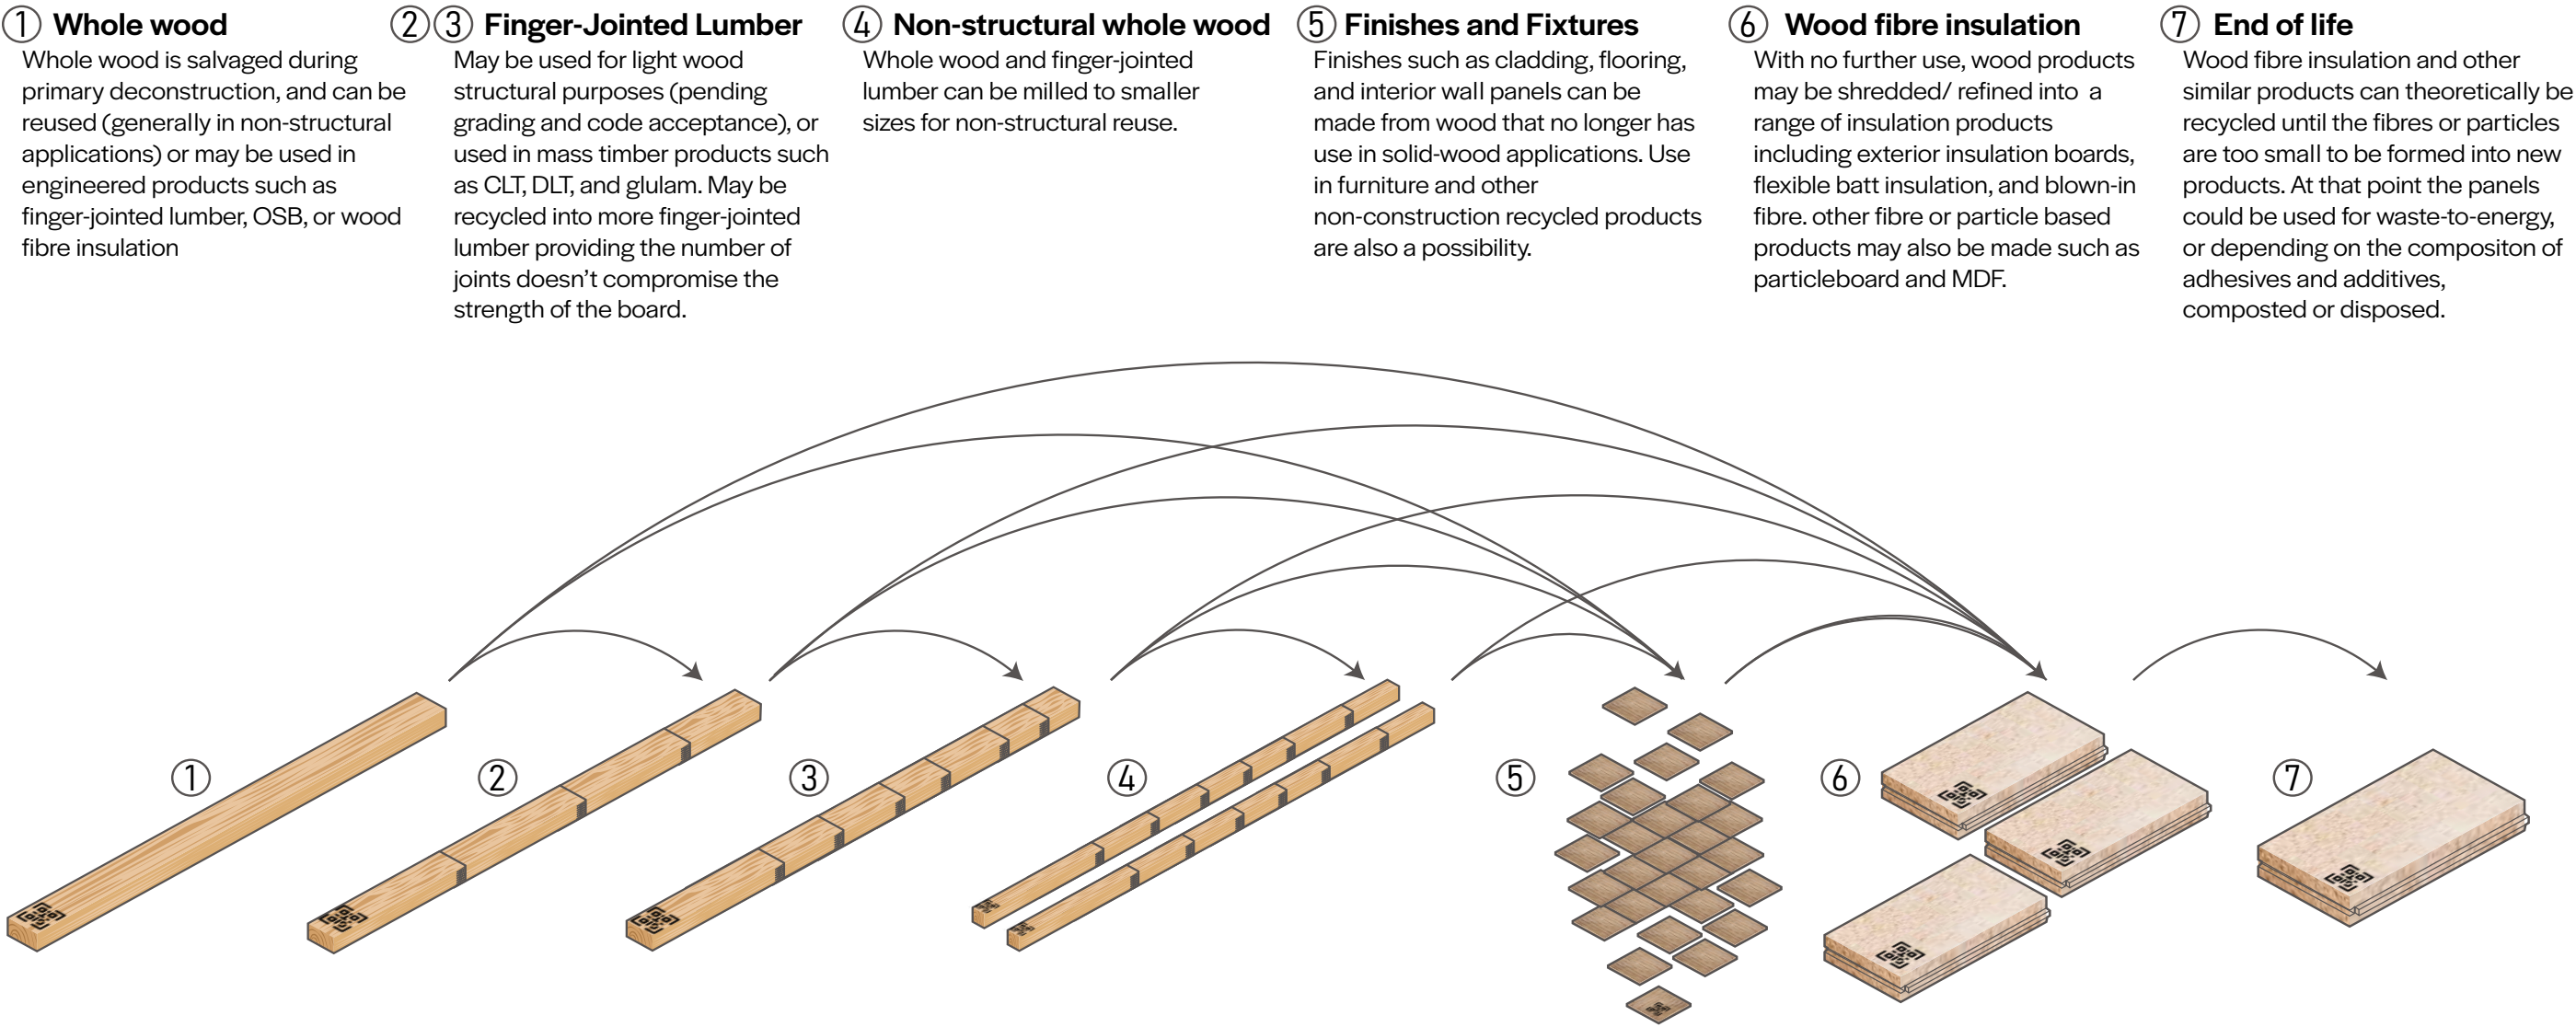 ① Whole wood
Whole wood is salvaged during
primary deconstruction, and can be
reused (generally in non-structural
applications) or may be used in
engineered products such as
finger-jointed lumber, OSB, or wood
fibre insulation
②③ Finger-Jointed Lumber
May be used for light wood
structural purposes (pending
grading and code acceptance), or
used in mass timber products such
as CLT, DLT, and glulam. May be
recycled into more finger-jointed
lumber providing the number of
joints doesn’t compromise the
strength of the board.
④ Non-structural whole wood
Whole wood and finger-jointed
lumber can be milled to smaller
sizes for non-structural reuse.
⑤ Finishes and Fixtures
Finishes such as cladding, flooring,
and interior wall panels can be
made from wood that no longer has
use in solid-wood applications. Use
in furniture and other
non-construction recycled products
are also a possibility.
⑥ Wood fibre insulation
With no further use, wood products
may be shredded/ refined into a
range of insulation products
including exterior insulation boards,
flexible batt insulation, and blown-in
fibre. other fibre or particle based
products may also be made such as
particleboard and MDF.
⑦ End of life
Wood fibre insulation and other
similar products can theoretically be
recycled until the fibres or particles
are too small to be formed into new
products. At that point the panels
could be used for waste-to-energy,
or depending on the compositon of
adhesives and additives,
composted or disposed.
①
②
③
④
⑤
⑥
⑦